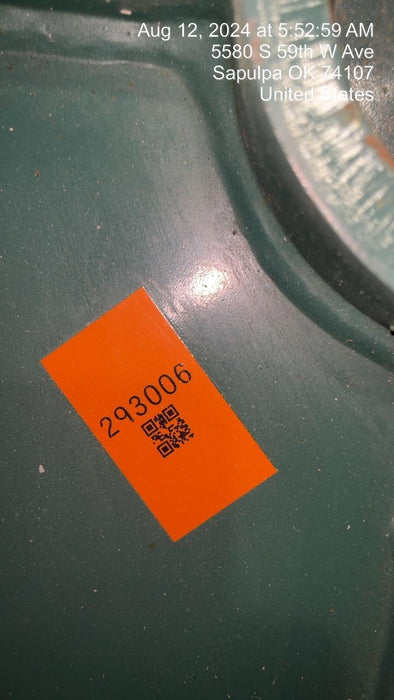 Aug 12, 2024 at 5:52:59 AM
5580 S 59th W Ave
Sapulpa OK 74107
United States
293006